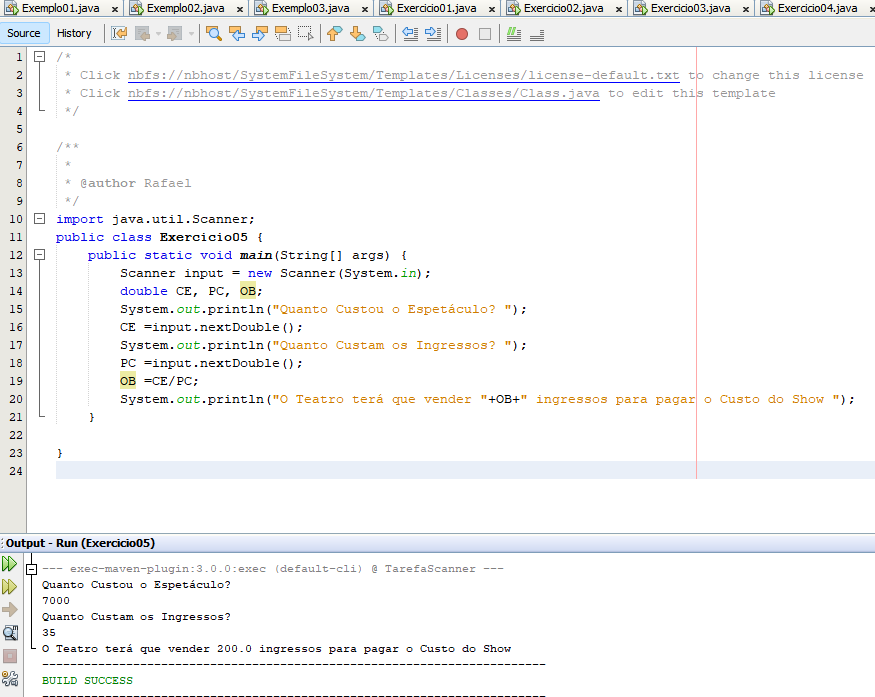 Exemplo01.java Exemplo02.java Exemplo03.java Exercicio01.java Exercicio02.java Exercicio03.java Exercicio04.java
Source History
1 /*
2 * Click nbfs://nbhost/SystemFileSystem/Templates/Licenses/license-default.txt to change this license
3 * Click nbfs://nbhost/SystemFileSystem/Templates/Classes/Class.java to edit this template
4 */
5
6 /**
7 *
8 * @author Rafael
9 */
10 import java.util.Scanner;
11 public class Exercicio05 {
12 public static void main(String[] args) {
13 Scanner input = new Scanner(System.in);
14 double CE, PC, OB;
15 System.out.println("Quanto Custou o Espetáculo? ");
16 CE =input.nextDouble();
17 System.out.println("Quanto Custam os Ingressos? ");
18 PC =input.nextDouble();
19 OB =CE/PC;
20 System.out.println("O Teatro terá que vender "+OB+" ingressos para pagar o Custo do Show ");
21 }
22
23 }
24
Output - Run (Exercicio05)
--- exec-maven-plugin:3.0.0:exec (default-cli) @ TarefaScanner ---
Quanto Custou o Espetáculo?
7000
Quanto Custam os Ingressos?
35
O Teatro terá que vender 200.0 ingressos para pagar o Custo do Show
------------------------------------------------------------------------
BUILD SUCCESS
------------------------------------------------------------------------